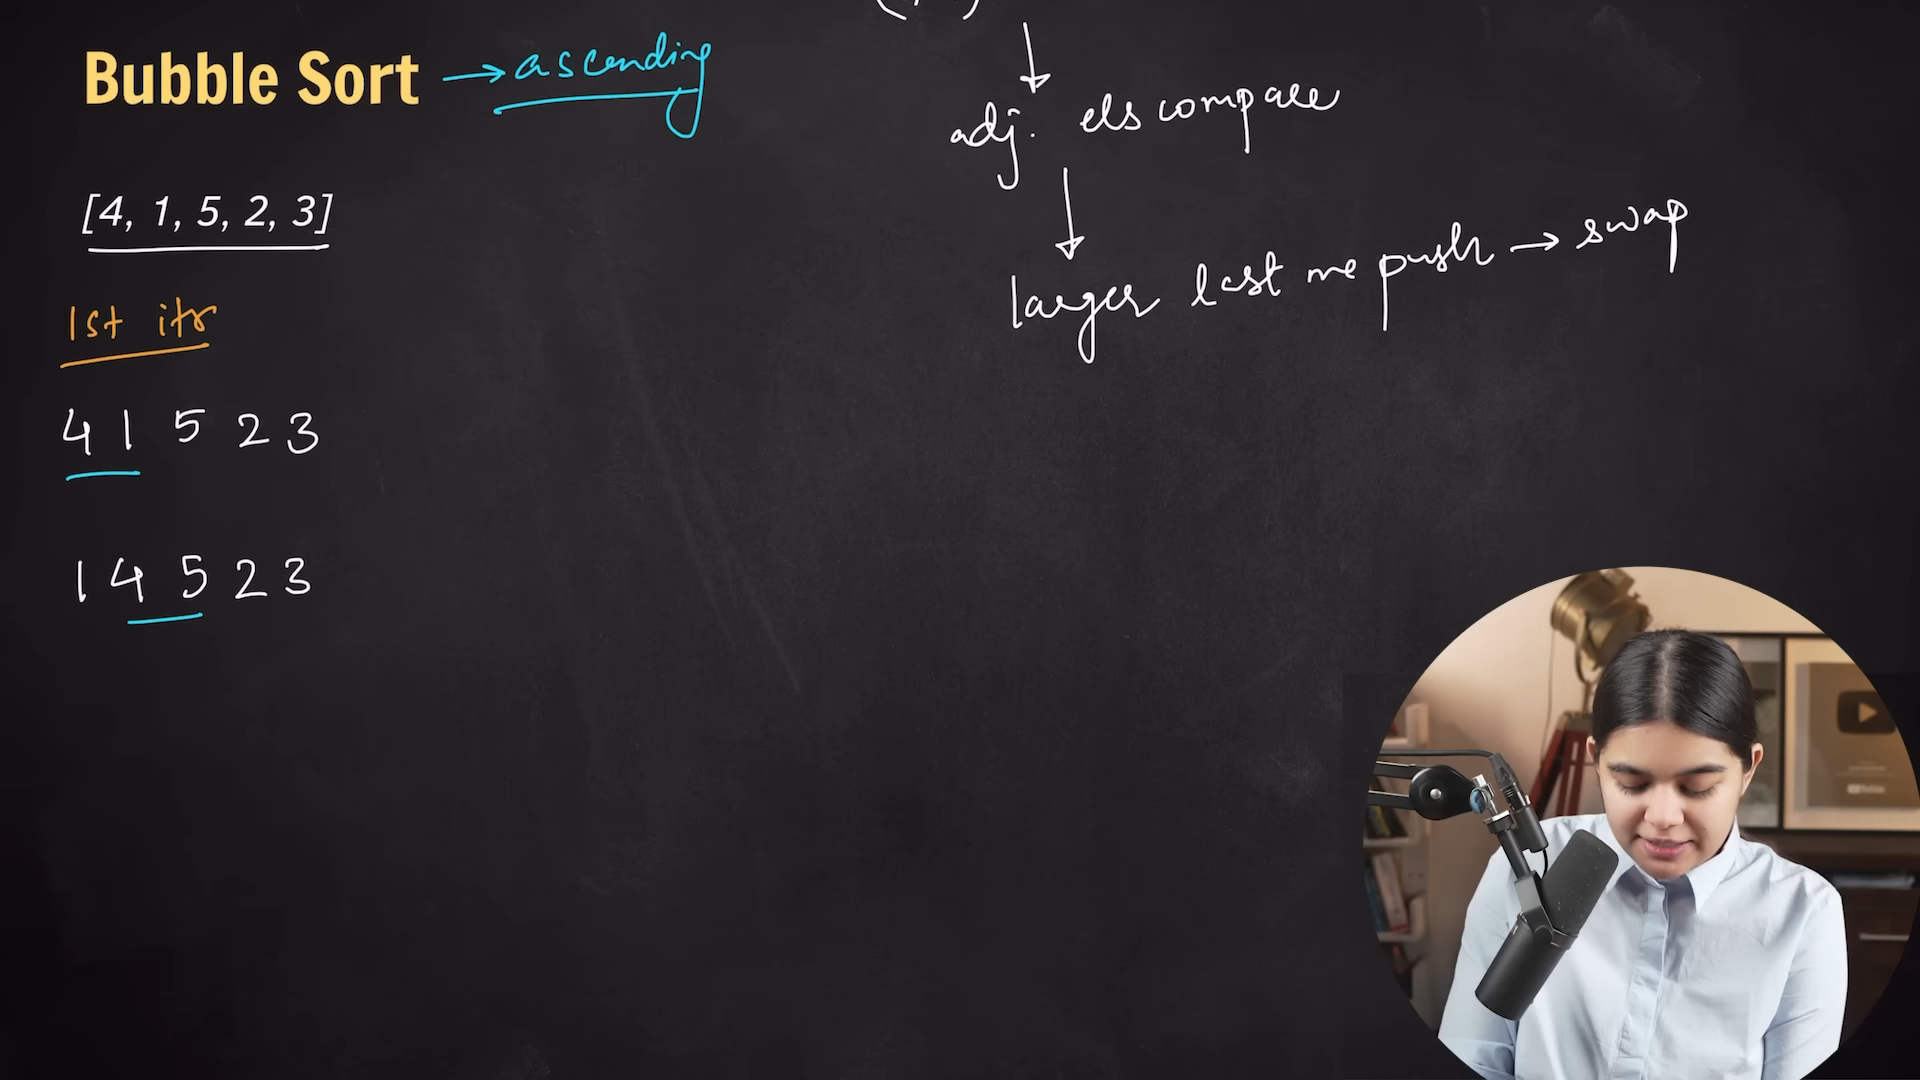 Bubble Sort → ascending
[4, 1, 5, 2, 3]
1st itr
4 1 5 2 3
1 4 5 2 3
adj. els compare
larger last me push → swap